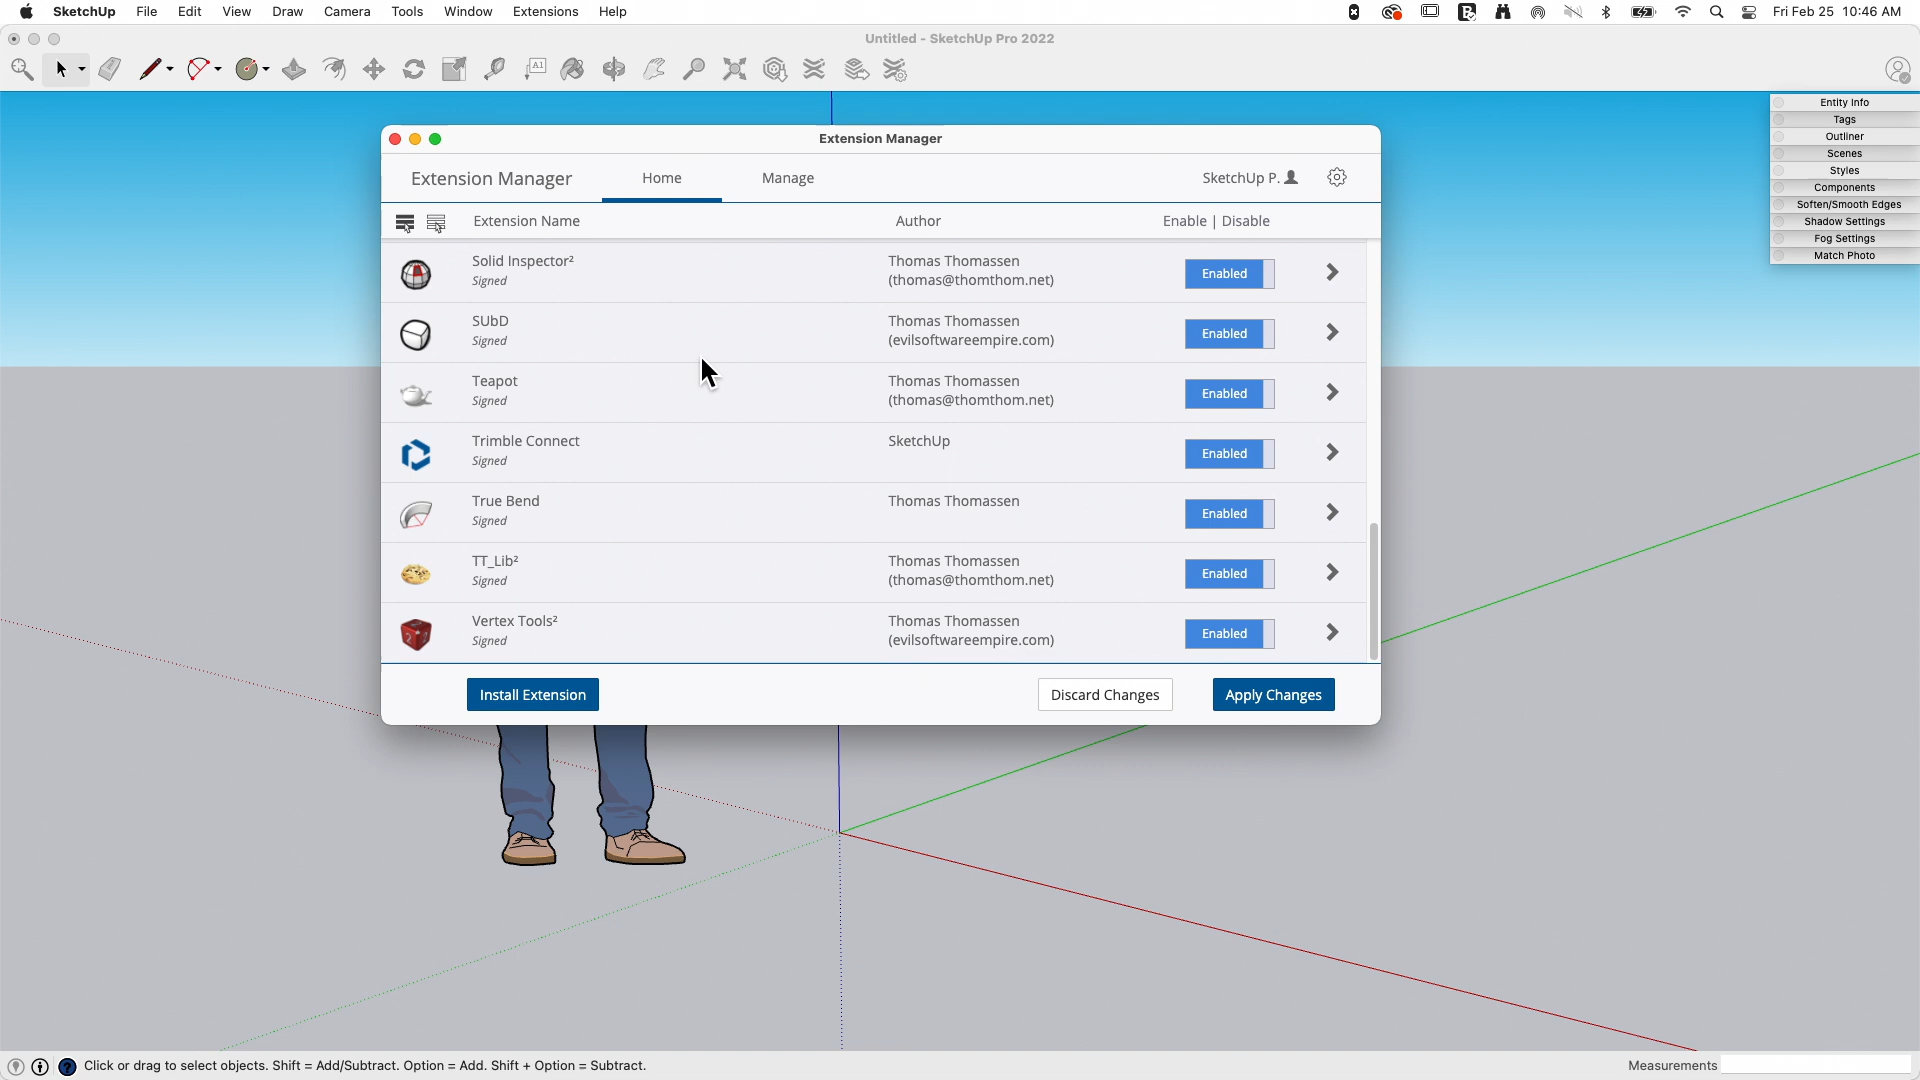 SketchUp File Edit View Draw Camera Tools Window Extensions Help Fri Feb 25 10:46 AM
Untitled - SketchUp Pro 2022
A1
Entity Info
Tags
Outliner
Scenes
Styles
Components
Soften/Smooth Edges
Shadow Settings
Fog Settings
Match Photo
Extension Manager
Extension Manager Home Manage SketchUp P.
Extension Name Author Enable | Disable
Solid Inspector² Thomas Thomassen
Signed (thomas@thomthom.net) Enabled
SUbD Thomas Thomassen
Signed (evilsoftwareempire.com) Enabled
Teapot Thomas Thomassen
Signed (thomas@thomthom.net) Enabled
Trimble Connect SketchUp
Signed Enabled
True Bend Thomas Thomassen
Signed Enabled
TT_Lib² Thomas Thomassen
Signed (thomas@thomthom.net) Enabled
Vertex Tools² Thomas Thomassen
Signed (evilsoftwareempire.com) Enabled
Install Extension Discard Changes Apply Changes
Click or drag to select objects. Shift = Add/Subtract. Option = Add. Shift + Option = Subtract. Measurements